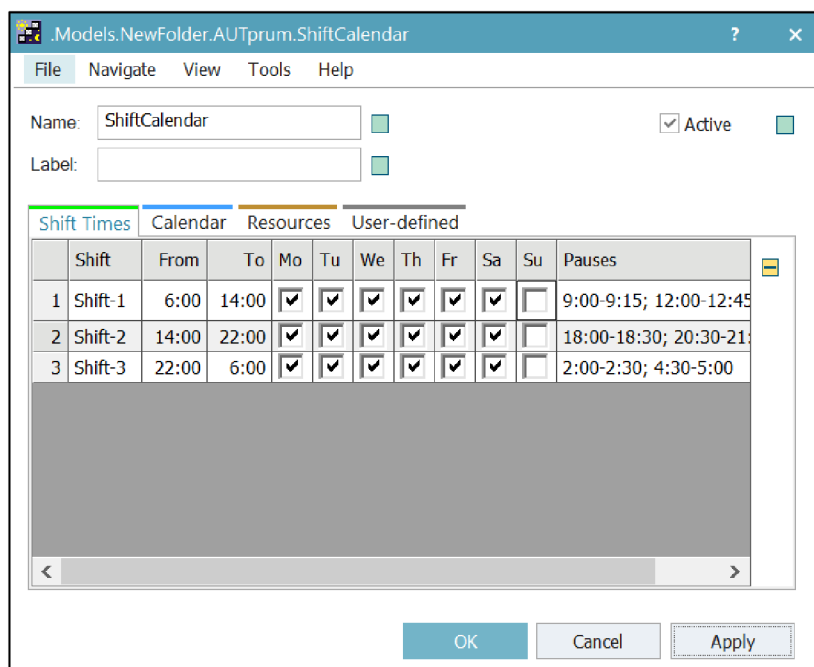 .Models.NewFolder.AUTprum.ShiftCalendar ? ×
File Navigate View Tools Help
Name: ShiftCalendar Active
Label:
Shift Times Calendar Resources User-defined
Shift From To Mo Tu We Th Fr Sa Su Pauses
1 Shift-1 6:00 14:00 9:00-9:15; 12:00-12:45
2 Shift-2 14:00 22:00 18:00-18:30; 20:30-21:
3 Shift-3 22:00 6:00 2:00-2:30; 4:30-5:00
OK Cancel Apply